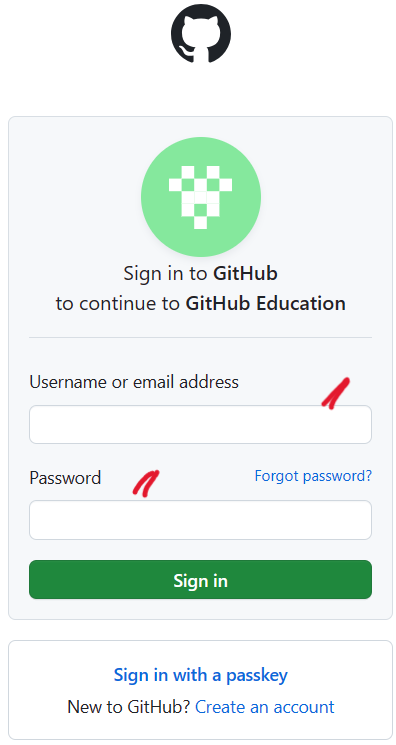 Sign in to GitHub
to continue to GitHub Education
Username or email address
Password
Forgot password?
Sign in
Sign in with a passkey
New to GitHub? Create an account